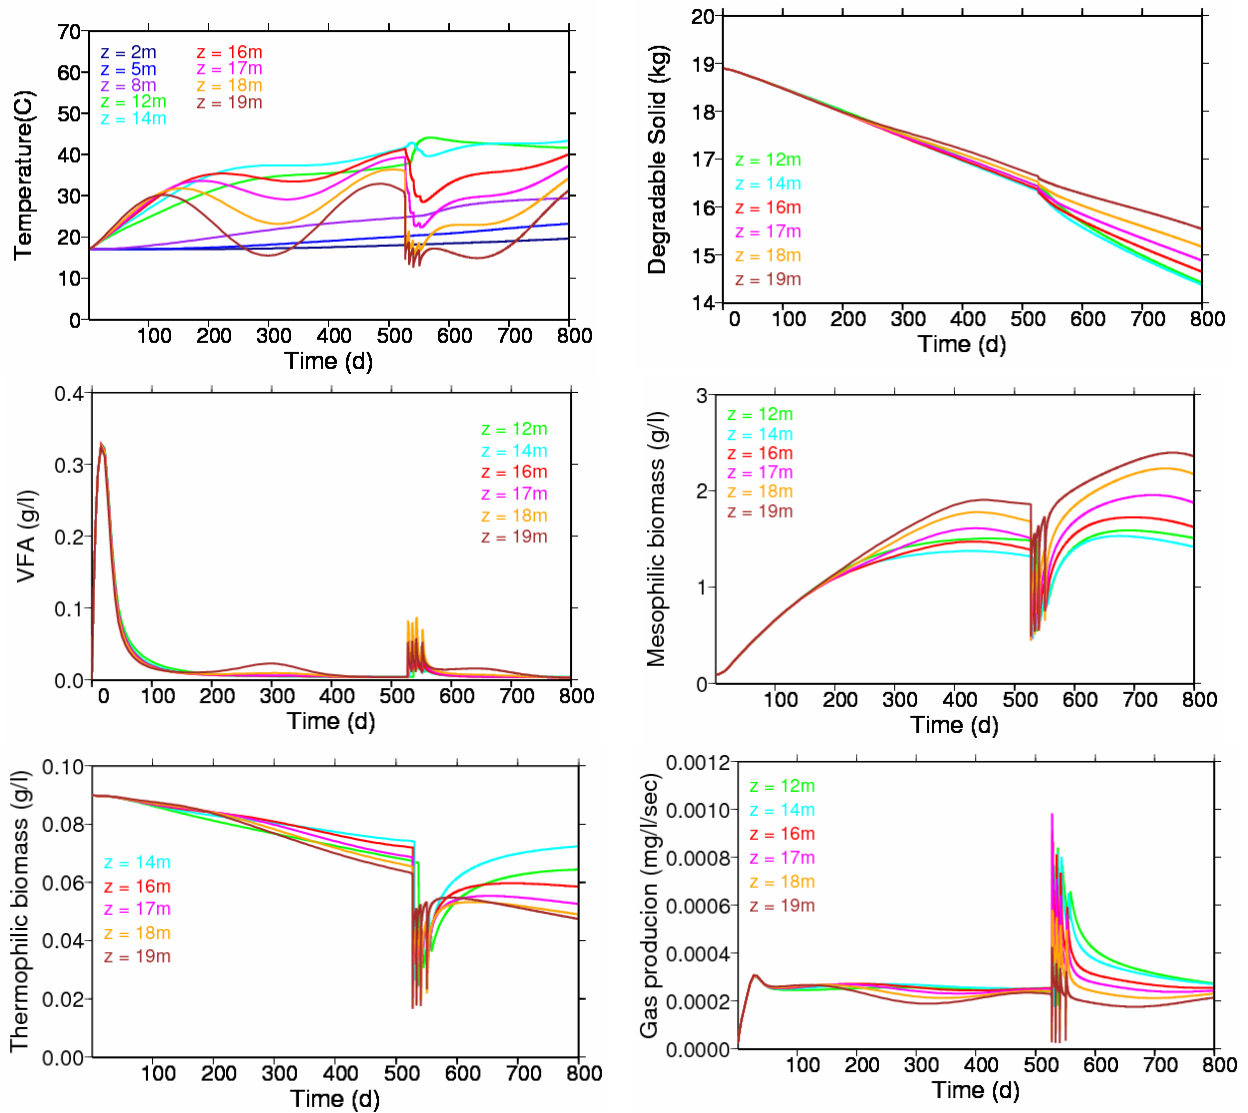 70
60
50
40
30
20
10
0
Temperature(C)
z = 2m
z = 5m
z = 8m
z = 12m
z = 14m
z = 16m
z = 17m
z = 18m
z = 19m
100 200 300 400 500 600 700 800
Time (d)
20
19
18
17
16
15
14
Degradable Solid (kg)
z = 12m
z = 14m
z = 16m
z = 17m
z = 18m
z = 19m
0 100 200 300 400 500 600 700 800
Time (d)
0.4
0.3
0.2
0.1
0.0
VFA (g/l)
z = 12m
z = 14m
z = 16m
z = 17m
z = 18m
z = 19m
0 100 200 300 400 500 600 700 800
Time (d)
3
2
1
0
Mesophilic biomass (g/l)
z = 12m
z = 14m
z = 16m
z = 17m
z = 18m
z = 19m
100 200 300 400 500 600 700 800
Time (d)
0.10
0.08
0.06
0.04
0.02
0.00
Thermophilic biomass (g/l)
z = 14m
z = 16m
z = 17m
z = 18m
z = 19m
100 200 300 400 500 600 700 800
Time (d)
0.0012
0.0010
0.0008
0.0006
0.0004
0.0002
0.0000
Gas producion (mg/l/sec)
z = 12m
z = 14m
z = 16m
z = 17m
z = 18m
z = 19m
100 200 300 400 500 600 700 800
Time (d)